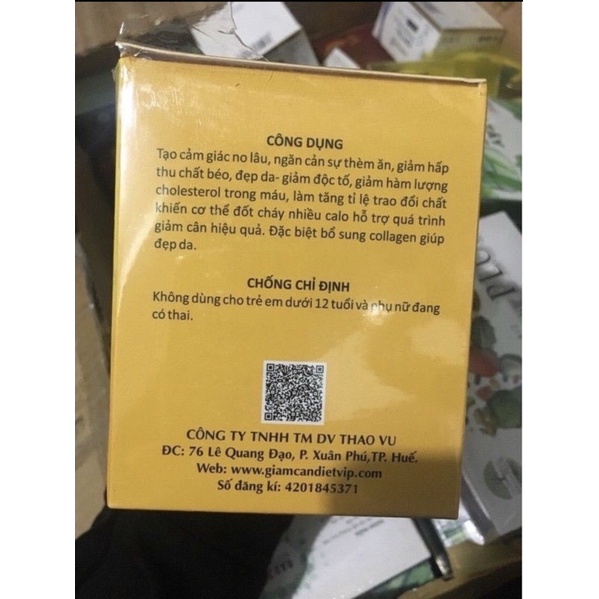 CÔNG DỤNG
Tạo cảm giác no lâu, ngăn cản sự thèm ăn, giảm hấp
thu chất béo, đẹp da- giảm độc tố, giảm hàm lượng
cholesterol trong máu, làm tăng tỉ lệ trao đổi chất
khiến cơ thể đốt cháy nhiều calo hỗ trợ quá trình
giảm cân hiệu quả. Đặc biệt bổ sung collagen giúp
đẹp da.
CHỐNG CHỈ ĐỊNH
Không dùng cho trẻ em dưới 12 tuổi và phụ nữ đang
có thai.
CÔNG TY TNHH TM DV THAO VU
ĐC: 76 Lê Quang Đạo, P. Xuân Phú,TP. Huế.
Web: www.giamcandietvip.com
Số đăng kí: 4201845371